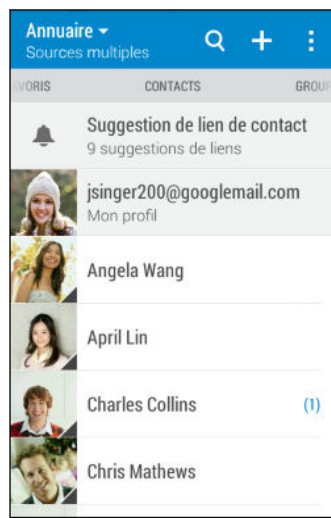 Annuaire
Sources multiples
VORIS CONTACTS GROUP
Suggestion de lien de contact
9 suggestions de liens
jsinger200@googlemail.com
Mon profil
Angela Wang
April Lin
Charles Collins (1)
Chris Mathews